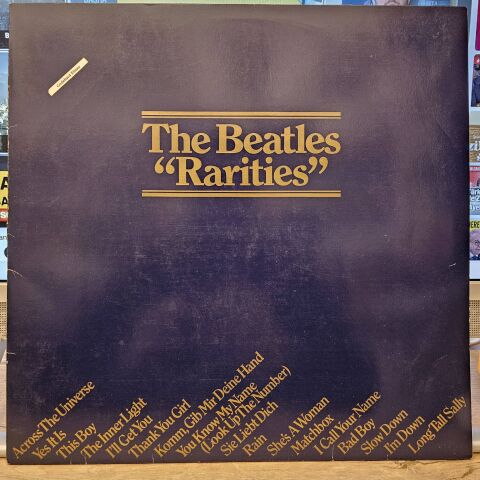 The Beatles
“Rarities”
Across The Universe
Yes It Is
This Boy
The Inner Light
I'll Get You
Thank You Girl
Komm, Gib Mir Deine Hand
You Know My Name
(Look Up The Number)
Sie Liebt Dich
Rain
She's A Woman
Matchbox
I Call Your Name
Bad Boy
Slow Down
I'm Down
Long Tall Sally